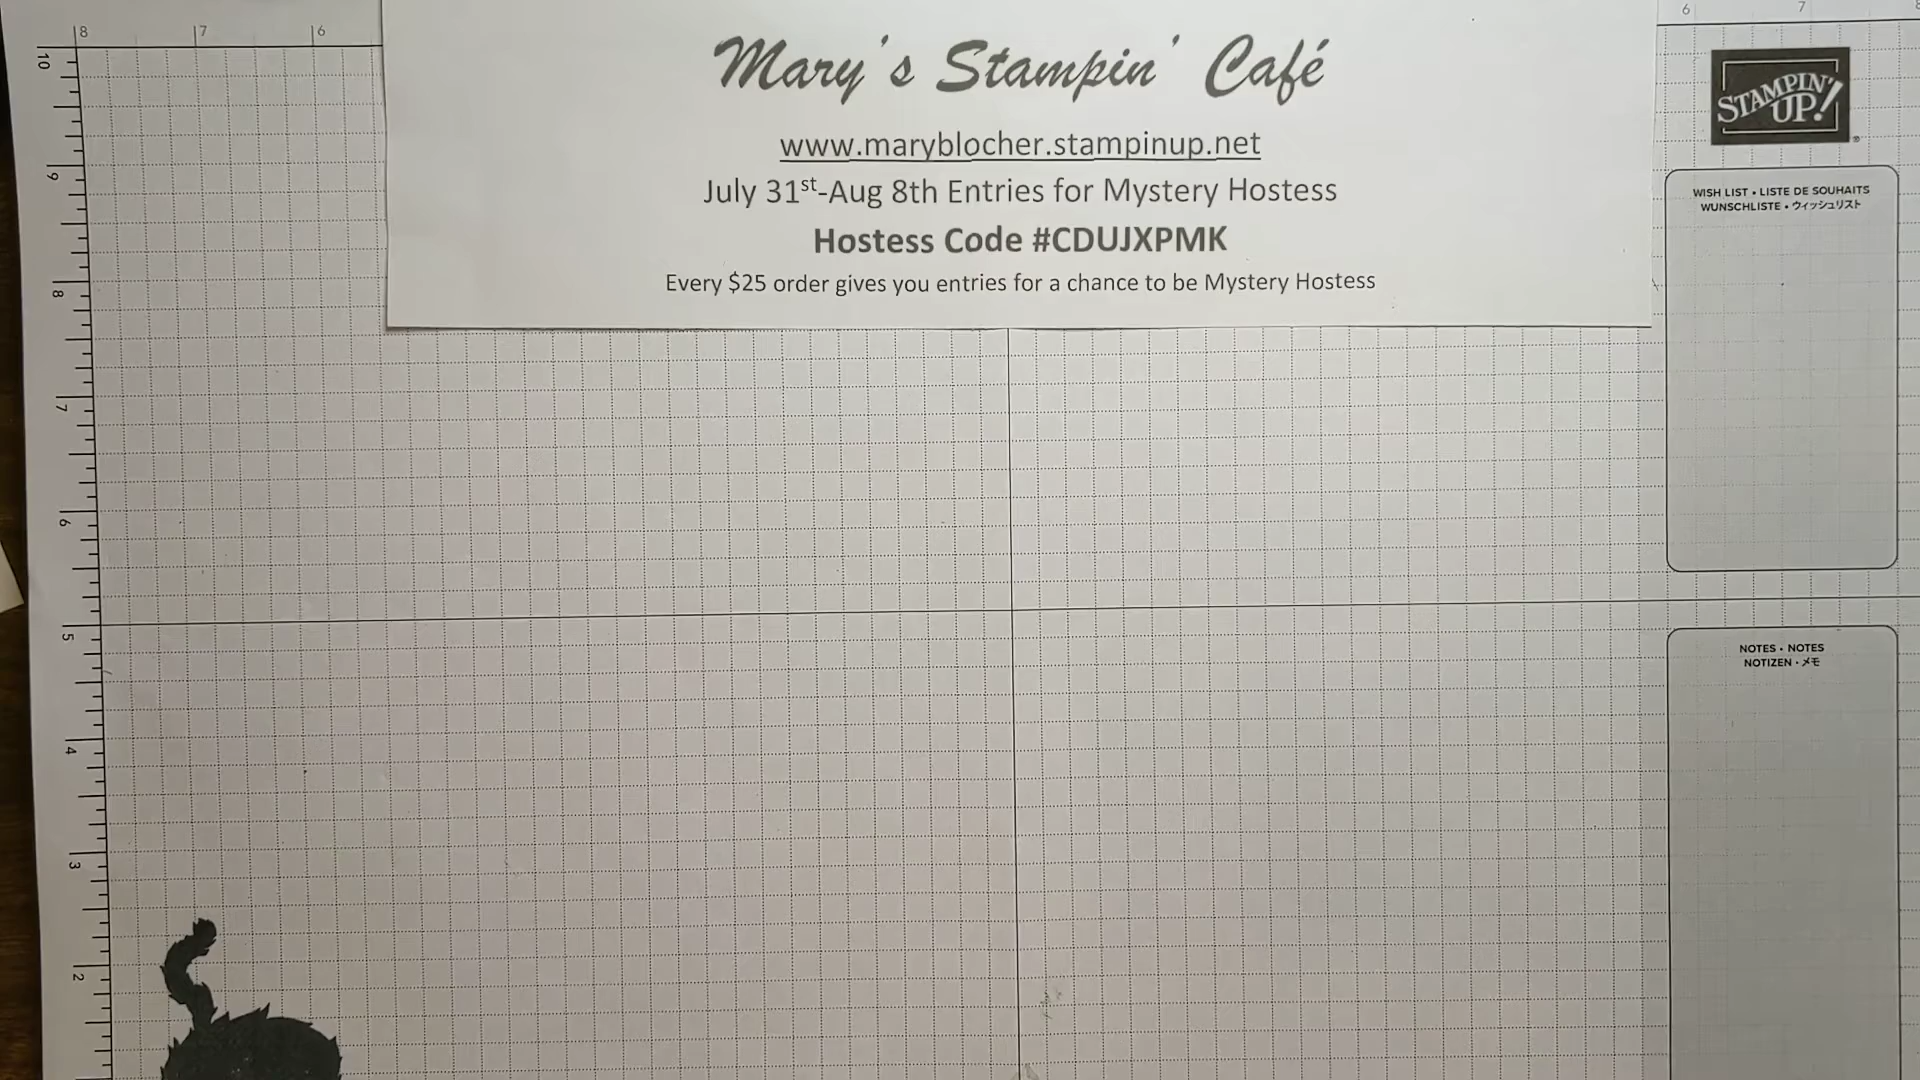 8 7 6
Mary's Stampin' Café
www.maryblocher.stampinup.net
July 31st-Aug 8th Entries for Mystery Hostess
Hostess Code #CDUJXPMK
Every $25 order gives you entries for a chance to be Mystery Hostess
6 7 8
STAMPIN'
UP!
®
WISH LIST • LISTE DE SOUHAITS
WUNSCHLISTE • ウィッシュリスト
NOTES • NOTES
NOTIZEN • メモ
10
9
8
7
6
5
4
3
2